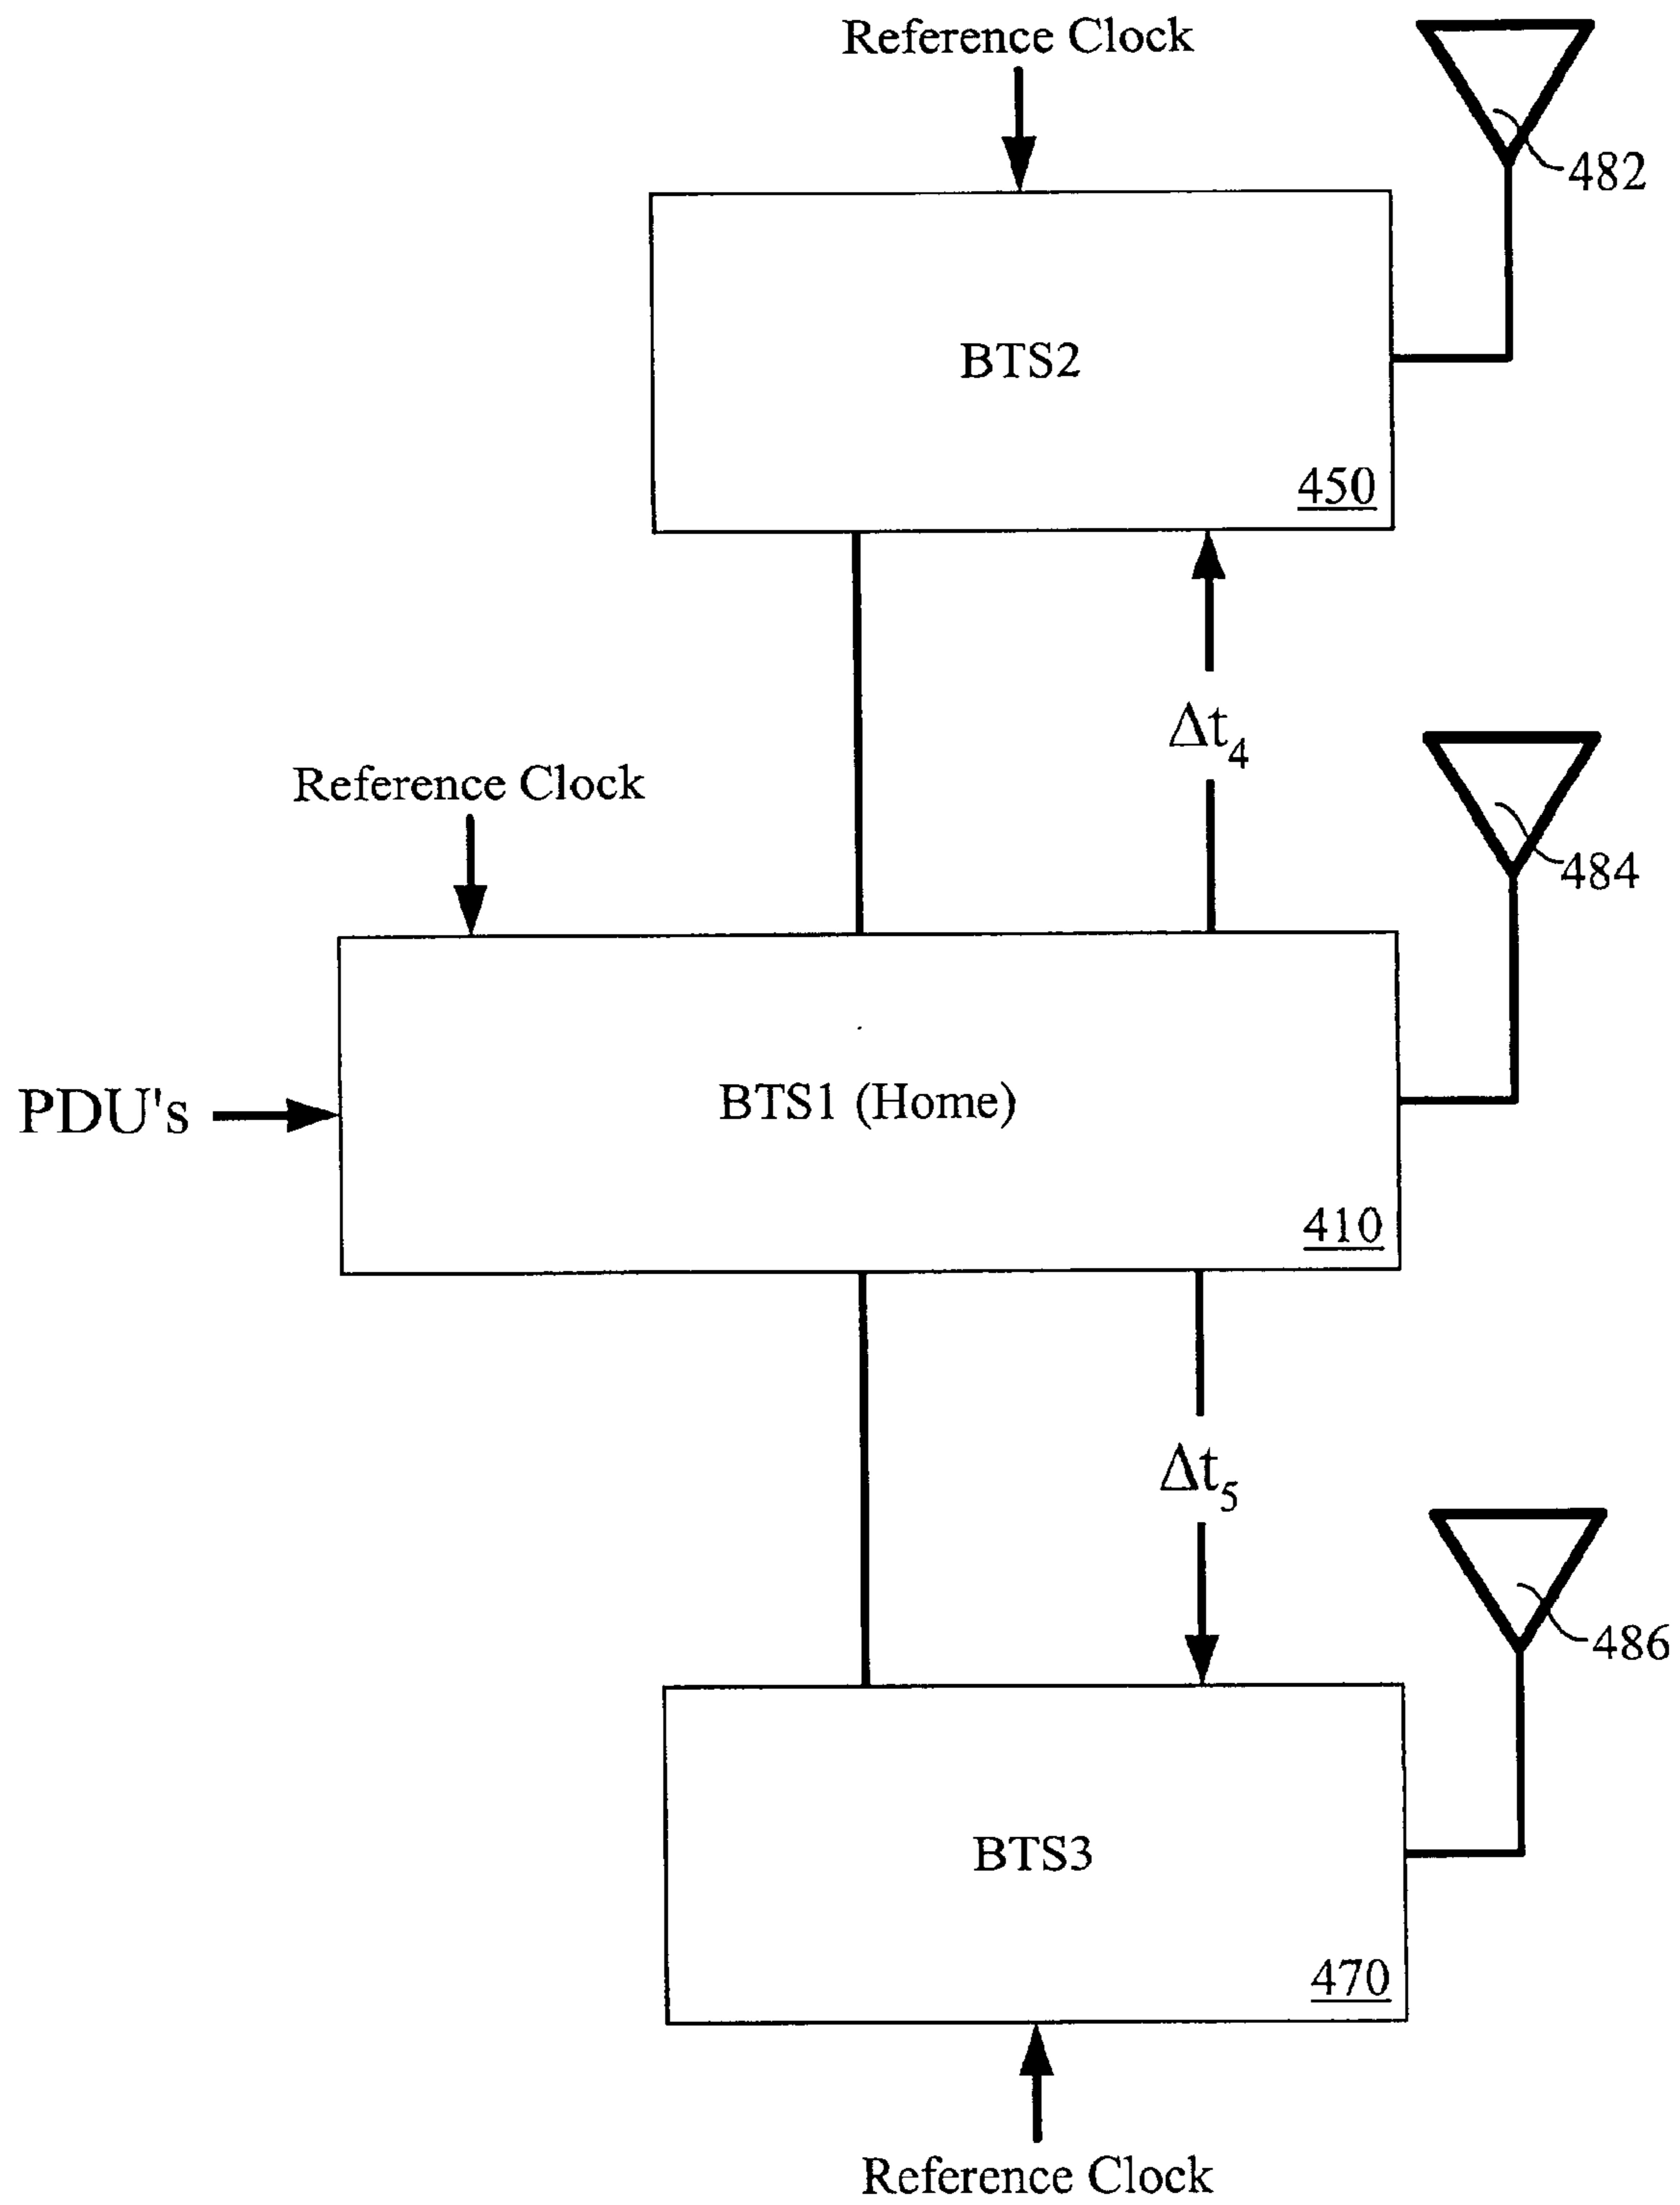 Reference Clock
482
BTS2
450
Δt4
Reference Clock
484
PDU's
BTS1 (Home)
410
Δt5
486
BTS3
470
Reference Clock